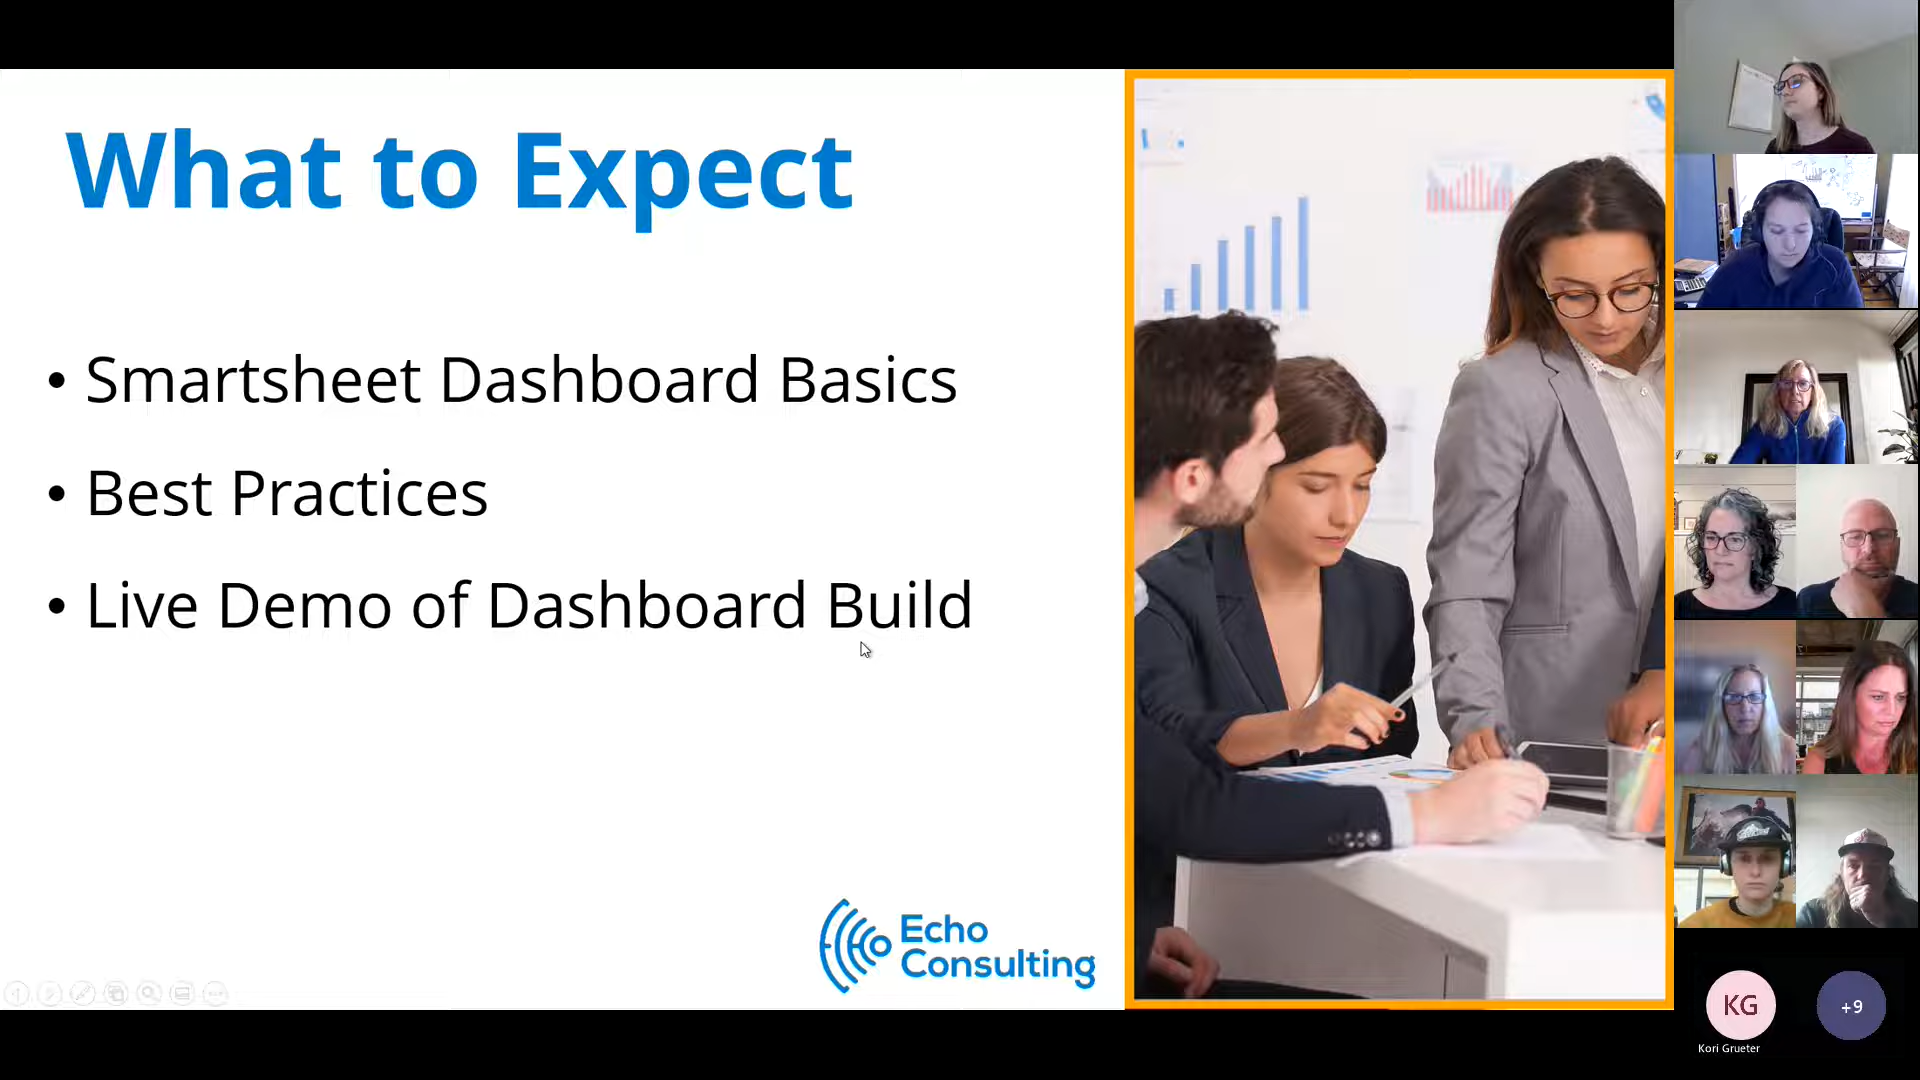 What to Expect
• Smartsheet Dashboard Basics
• Best Practices
• Live Demo of Dashboard Build
Echo
Consulting
KG
+9
Kori Grueter